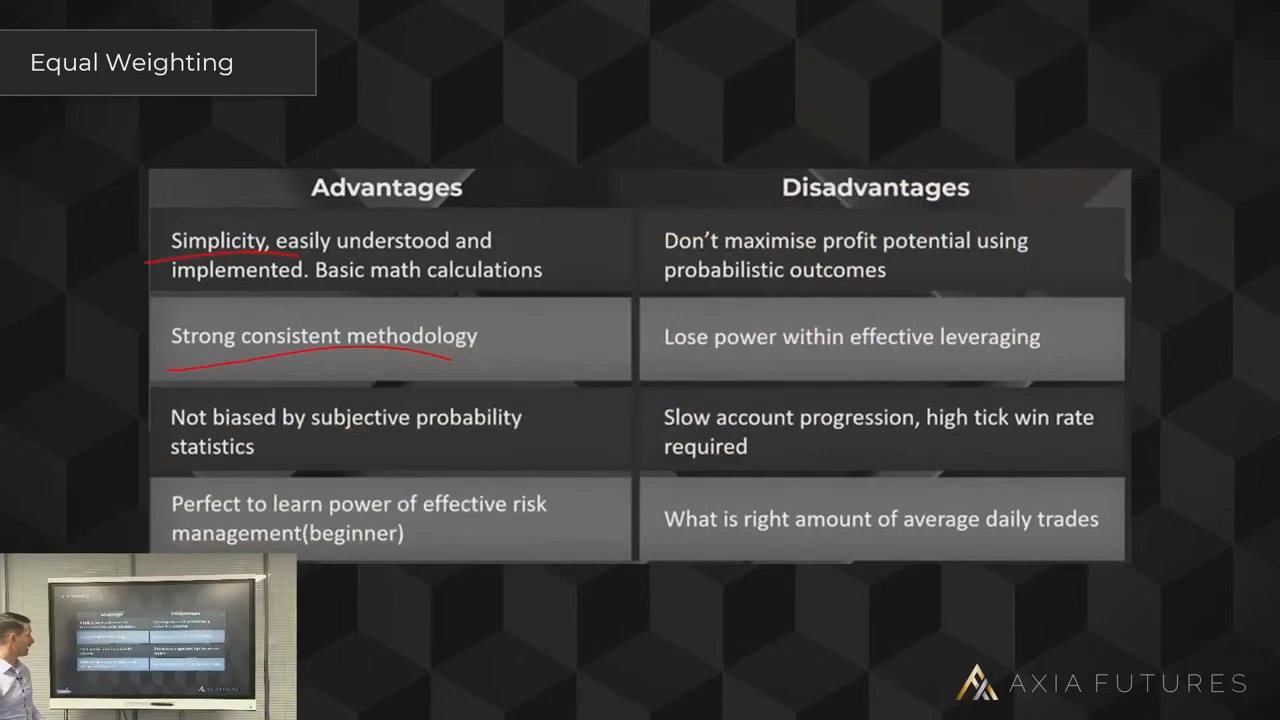 Equal Weighting
Advantages
Disadvantages
Simplicity, easily understood and
implemented. Basic math calculations
Don't maximise profit potential using
probabilistic outcomes
Strong consistent methodology
Lose power within effective leveraging
Not biased by subjective probability
statistics
Slow account progression, high tick win rate
required
Perfect to learn power of effective risk
management(beginner)
What is right amount of average daily trades
AXIA FUTURES